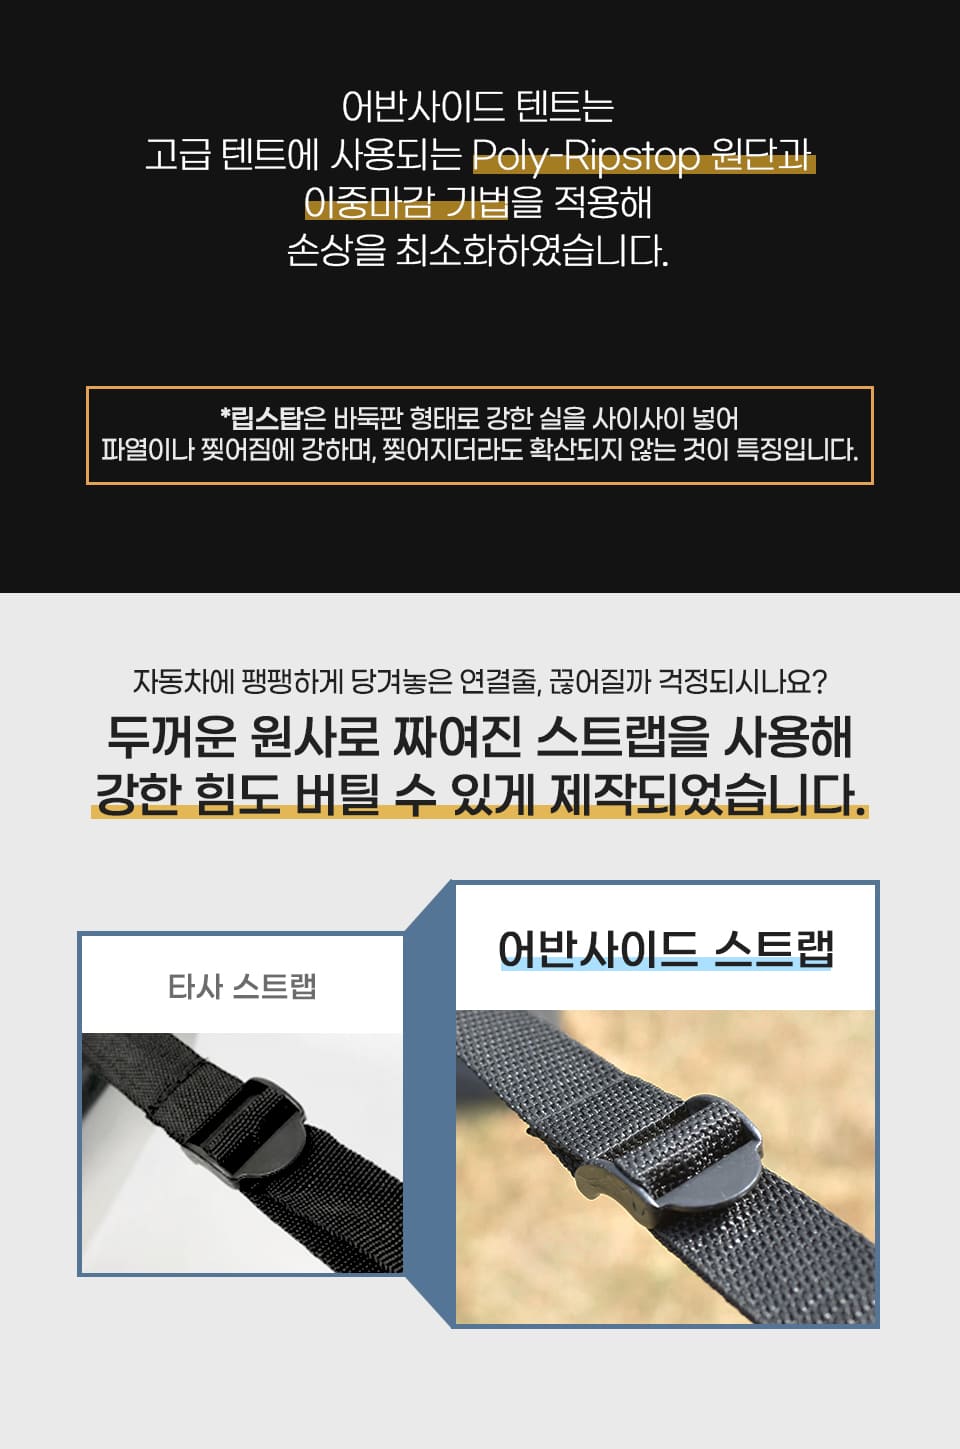 어반사이드 텐트는
고급 텐트에 사용되는 Poly-Ripstop 원단과
이중마감 기법을 적용해
손상을 최소화하였습니다.
*립스탑은 바둑판 형태로 강한 실을 사이사이 넣어
파열이나 찢어짐에 강하며, 찢어지더라도 확산되지 않는 것이 특징입니다.
자동차에 팽팽하게 당겨놓은 연결줄, 끊어질까 걱정되시나요?
두꺼운 원사로 짜여진 스트랩을 사용해
강한 힘도 버틸 수 있게 제작되었습니다.
타사 스트랩
어반사이드 스트랩